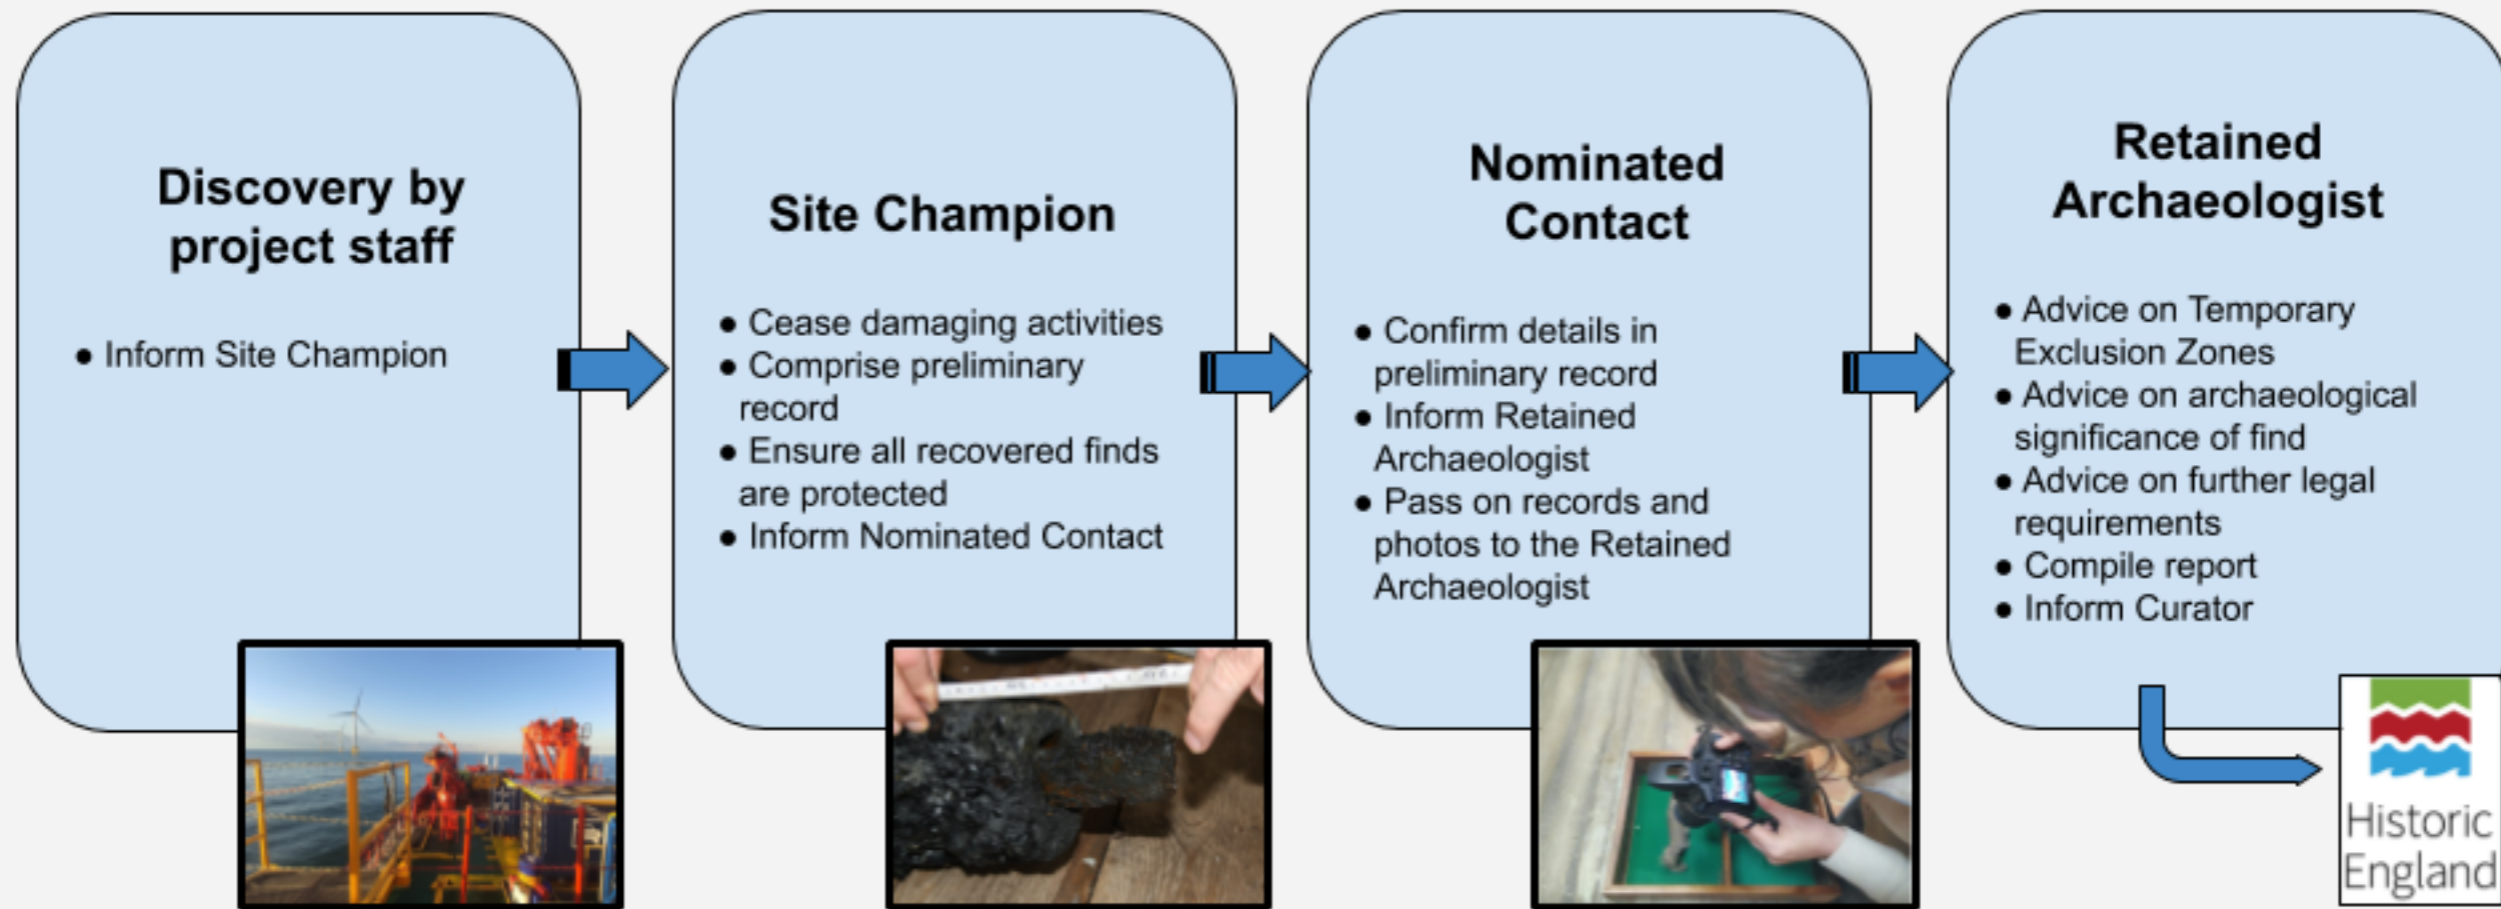 Discovery by
project staff
● Inform Site Champion
Site Champion
● Cease damaging activities
● Comprise preliminary
record
● Ensure all recovered finds
are protected
● Inform Nominated Contact
Nominated
Contact
● Confirm details in
preliminary record
● Inform Retained
Archaeologist
● Pass on records and
photos to the Retained
Archaeologist
Retained
Archaeologist
● Advice on Temporary
Exclusion Zones
● Advice on archaeological
significance of find
● Advice on further legal
requirements
● Compile report
● Inform Curator
Historic
England